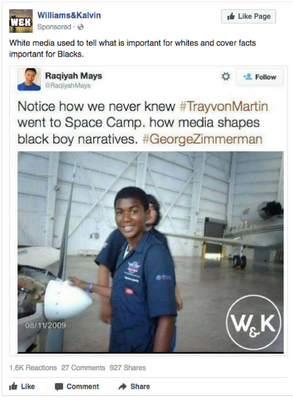 W&K
Williams&Kalvin
Sponsored ·
Like Page
White media used to tell what is important for whites and cover facts
important for Blacks.
Raqiyah Mays
@RaqiyahMays
Follow
Notice how we never knew #TrayvonMartin
went to Space Camp. how media shapes
black boy narratives. #GeorgeZimmerman
08/11/2009
W&K
1.6K Reactions 27 Comments 927 Shares
Like Comment Share